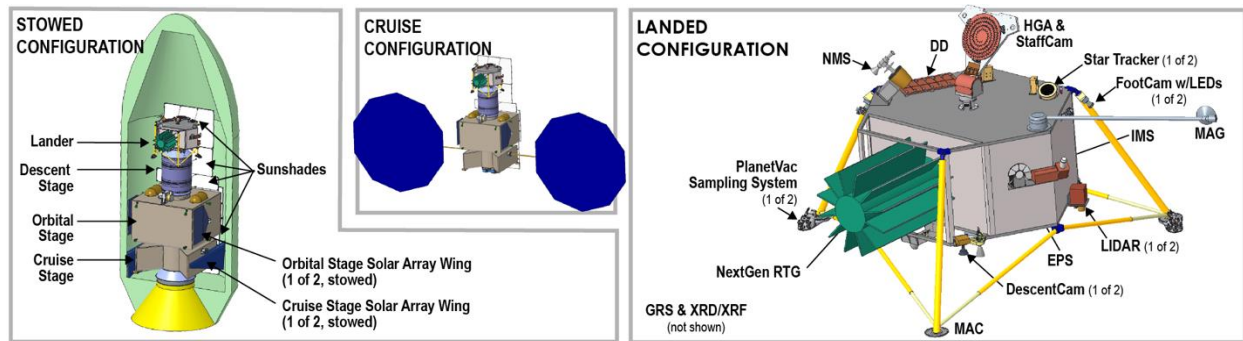 STOWED
CONFIGURATION
Lander
Descent
Stage
Orbital
Stage
Cruise
Stage
Sunshades
Orbital Stage Solar Array Wing
(1 of 2, stowed)
Cruise Stage Solar Array Wing
(1 of 2, stowed)
CRUISE
CONFIGURATION
LANDED
CONFIGURATION
HGA &
StaffCam
DD
NMS
Star Tracker (1 of 2)
FootCam w/LEDs
(1 of 2)
IMS
MAG
PlanetVac
Sampling System
(1 of 2)
NextGen RTG
LIDAR (1 of 2)
EPS
DescentCam (1 of 2)
GRS & XRD/XRF
(not shown)
MAC